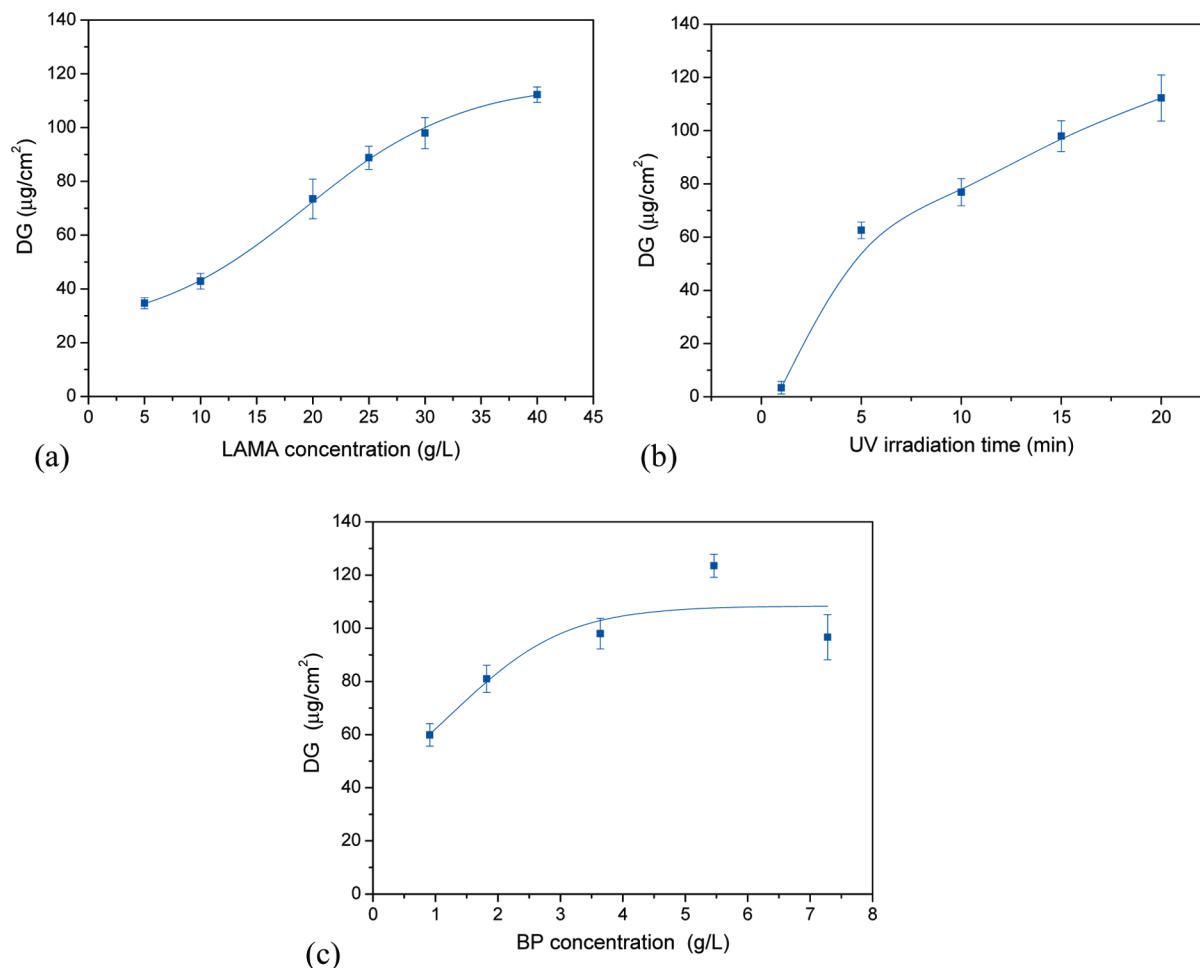 140
120
100
80
60
40
20
0
DG (μg/cm²)
0 5 10 15 20 25 30 35 40 45
LAMA concentration (g/L)
(a)
140
120
100
80
60
40
20
0
DG (μg/cm²)
0 5 10 15 20
UV irradiation time (min)
(b)
140
120
100
80
60
40
20
0
DG (μg/cm²)
0 1 2 3 4 5 6 7 8
BP concentration (g/L)
(c)